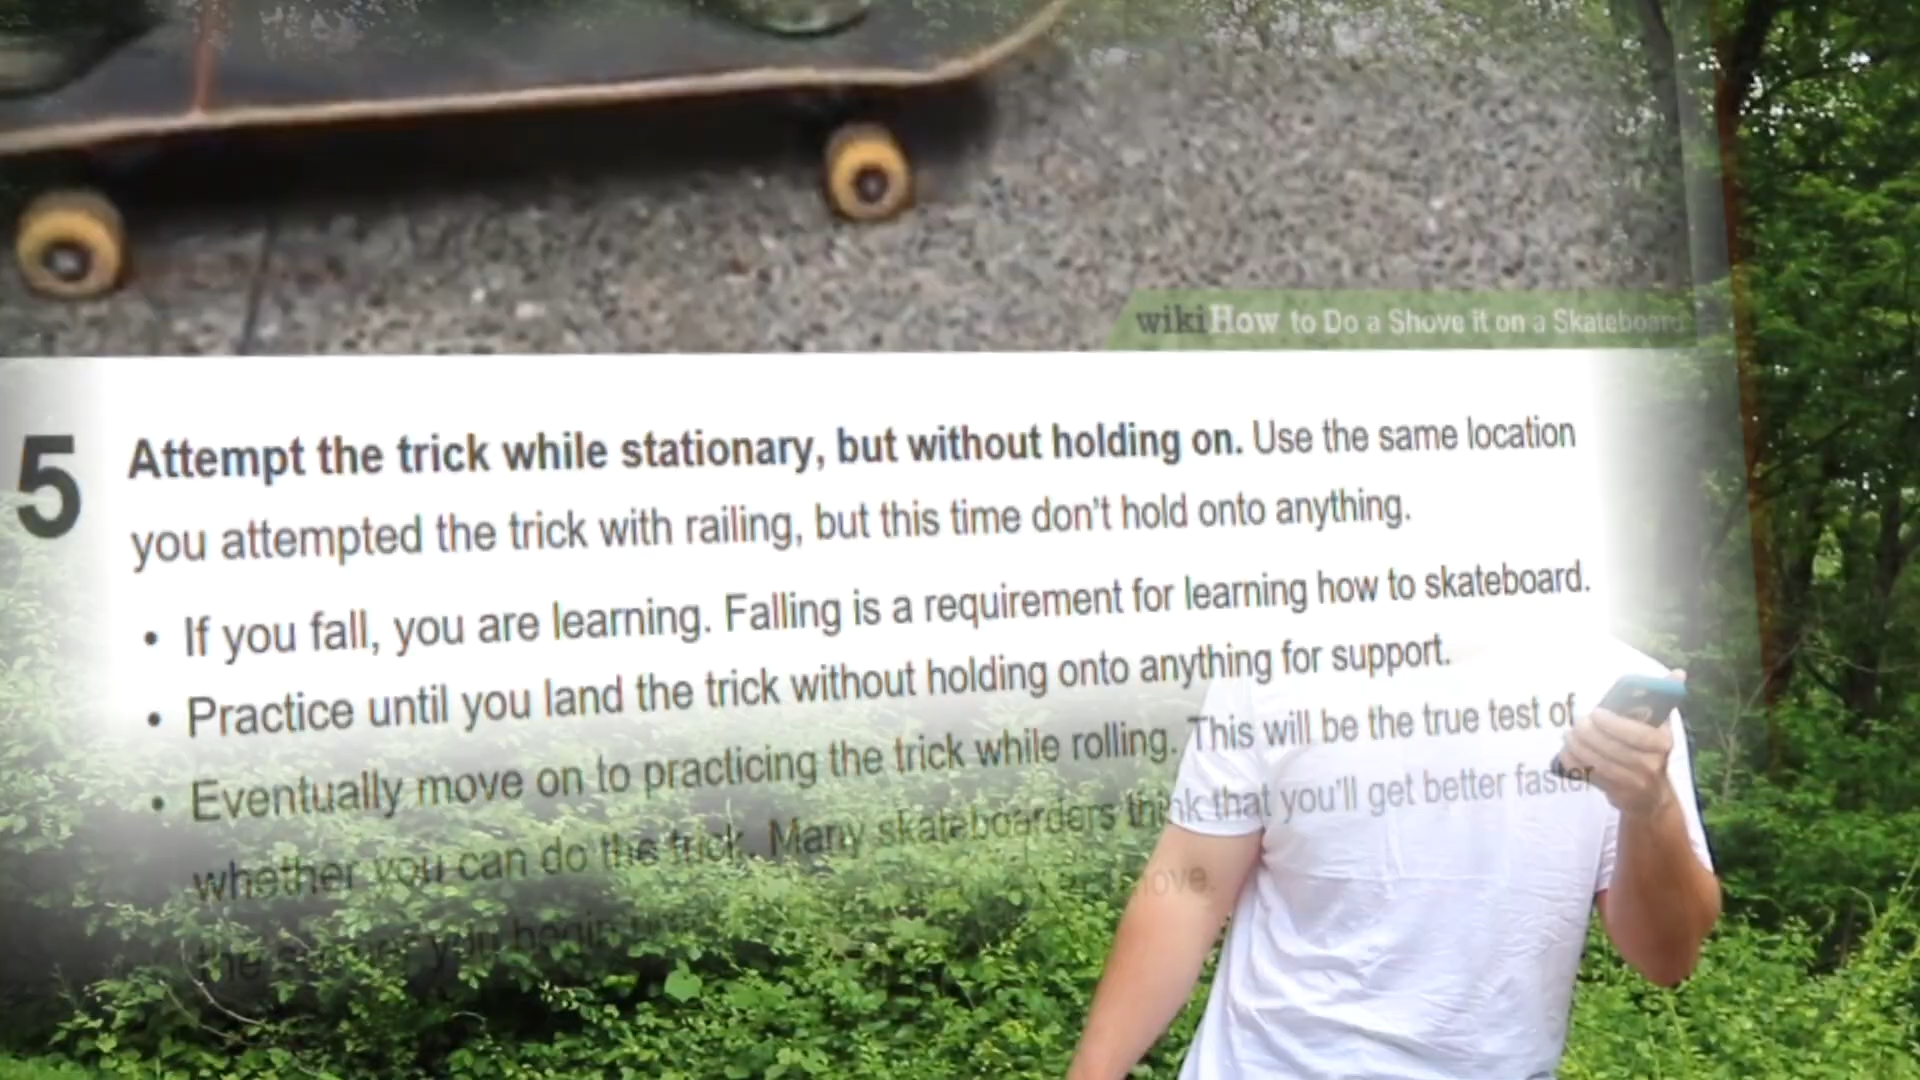 wikiHow to Do a Shove it on a Skateboard
5
Attempt the trick while stationary, but without holding on. Use the same location
you attempted the trick with railing, but this time don't hold onto anything.
• If you fall, you are learning. Falling is a requirement for learning how to skateboard.
• Practice until you land the trick without holding onto anything for support.
• Eventually move on to practicing the trick while rolling. This will be the true test of
whether you can do the trick. Many skateboarders think that you'll get better faster
the sooner you begin